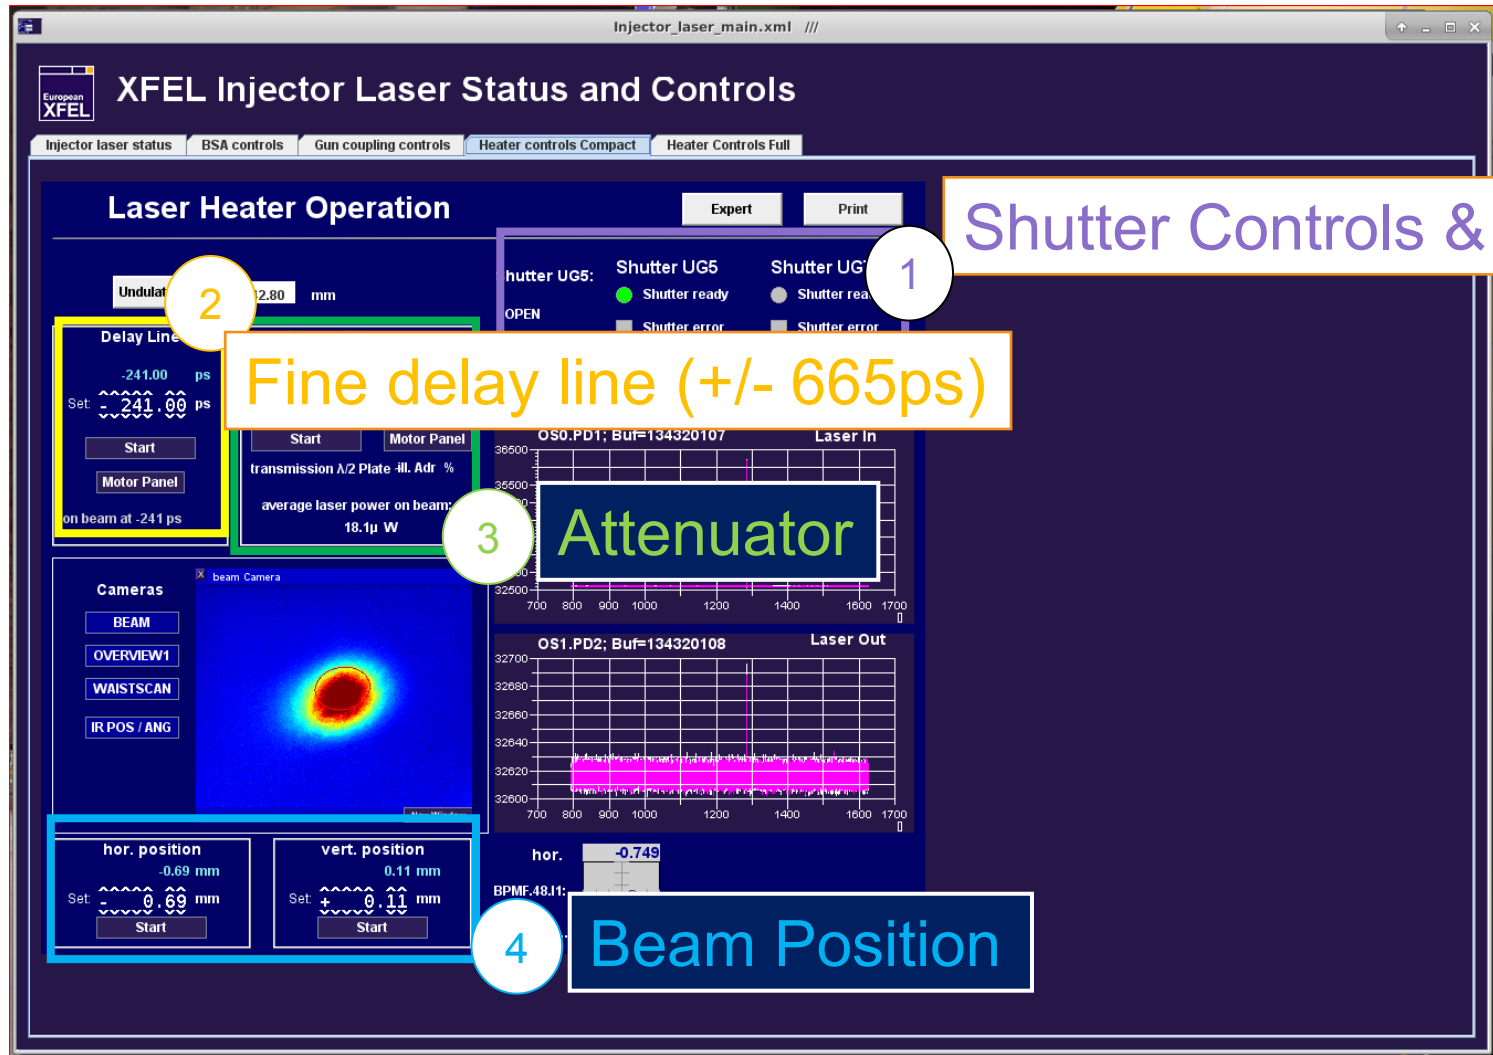 Injector_laser_main.xml ///
European
XFEL
XFEL Injector Laser Status and Controls
Injector laser status BSA controls Gun coupling controls Heater controls Compact Heater Controls Full
Laser Heater Operation
Expert Print
Shutter Controls &
1
hutter UG5: Shutter UG5
Shutter ready
OPEN
Shutter error Shutter error
2
mm
Delay Line
-241.00 ps
Set: - 241.00 ps
Start
Motor Panel
on beam at -241 ps
Fine delay line (+/- 665ps)
Start Motor Panel
transmission λ/2 Plate -ill. Adr %
average laser power on beam:
18.1µ W
3
Attenuator
OS0.PD1; Buf=134320107 Laser In
36500
35500
32500
700 800 900 1000 1200 1400 1600 1700
Cameras
BEAM
OVERVIEW1
WAISTSCAN
IR POS / ANG
X beam Camera
OS1.PD2; Buf=134320108 Laser Out
32700
32680
32660
32640
32620
32600
700 800 900 1000 1200 1400 1600 1700
hor. position
-0.69 mm
Set: - 0.69 mm
Start
vert. position
0.11 mm
Set: + 0.11 mm
Start
hor. -0.749
BPMF.48.I1:
4
Beam Position